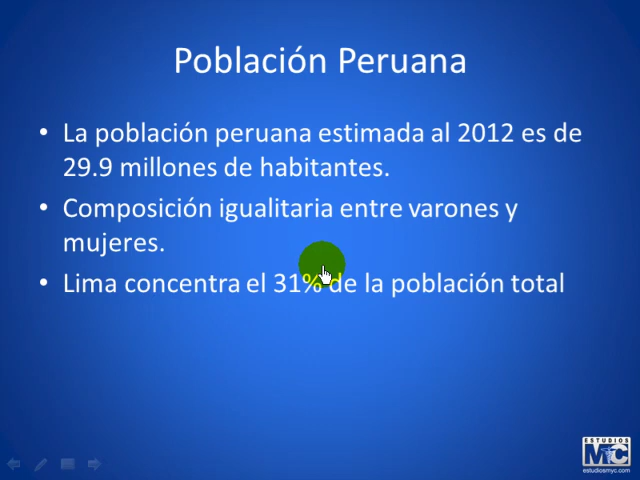 Población Peruana
• La población peruana estimada al 2012 es de
29.9 millones de habitantes.
• Composición igualitaria entre varones y
mujeres.
• Lima concentra el 31% de la población total
ESTUDIOS
MYC
estudiosmyc.com